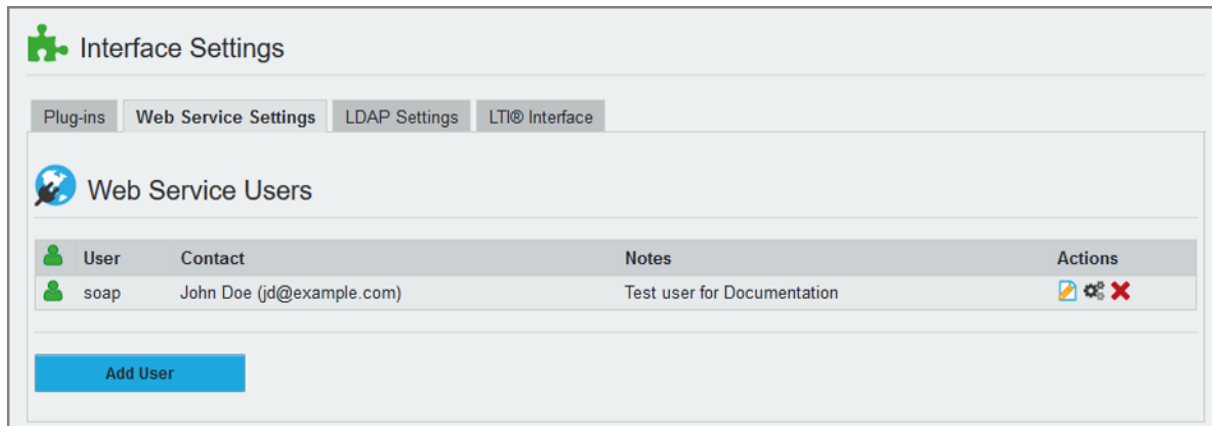 Interface Settings
Plug-ins Web Service Settings LDAP Settings LTI® Interface
Web Service Users
User Contact Notes Actions
soap John Doe (jd@example.com) Test user for Documentation
Add User